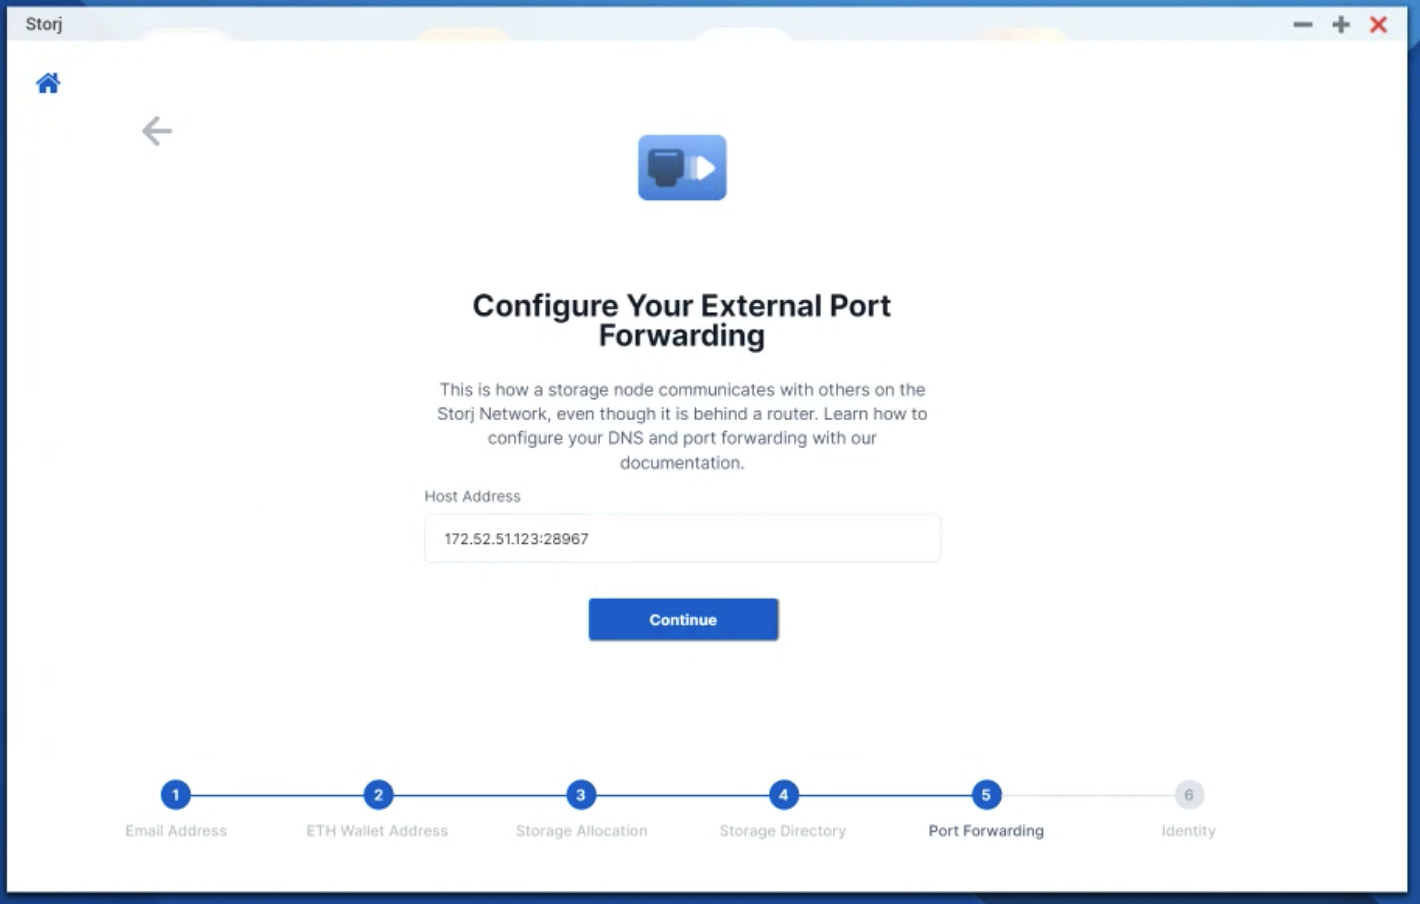 Storj
Configure Your External Port
Forwarding
This is how a storage node communicates with others on the
Storj Network, even though it is behind a router. Learn how to
configure your DNS and port forwarding with our
documentation.
Host Address
172.52.51.123:28967
Continue
1 2 3 4 5 6
Email Address ETH Wallet Address Storage Allocation Storage Directory Port Forwarding Identity